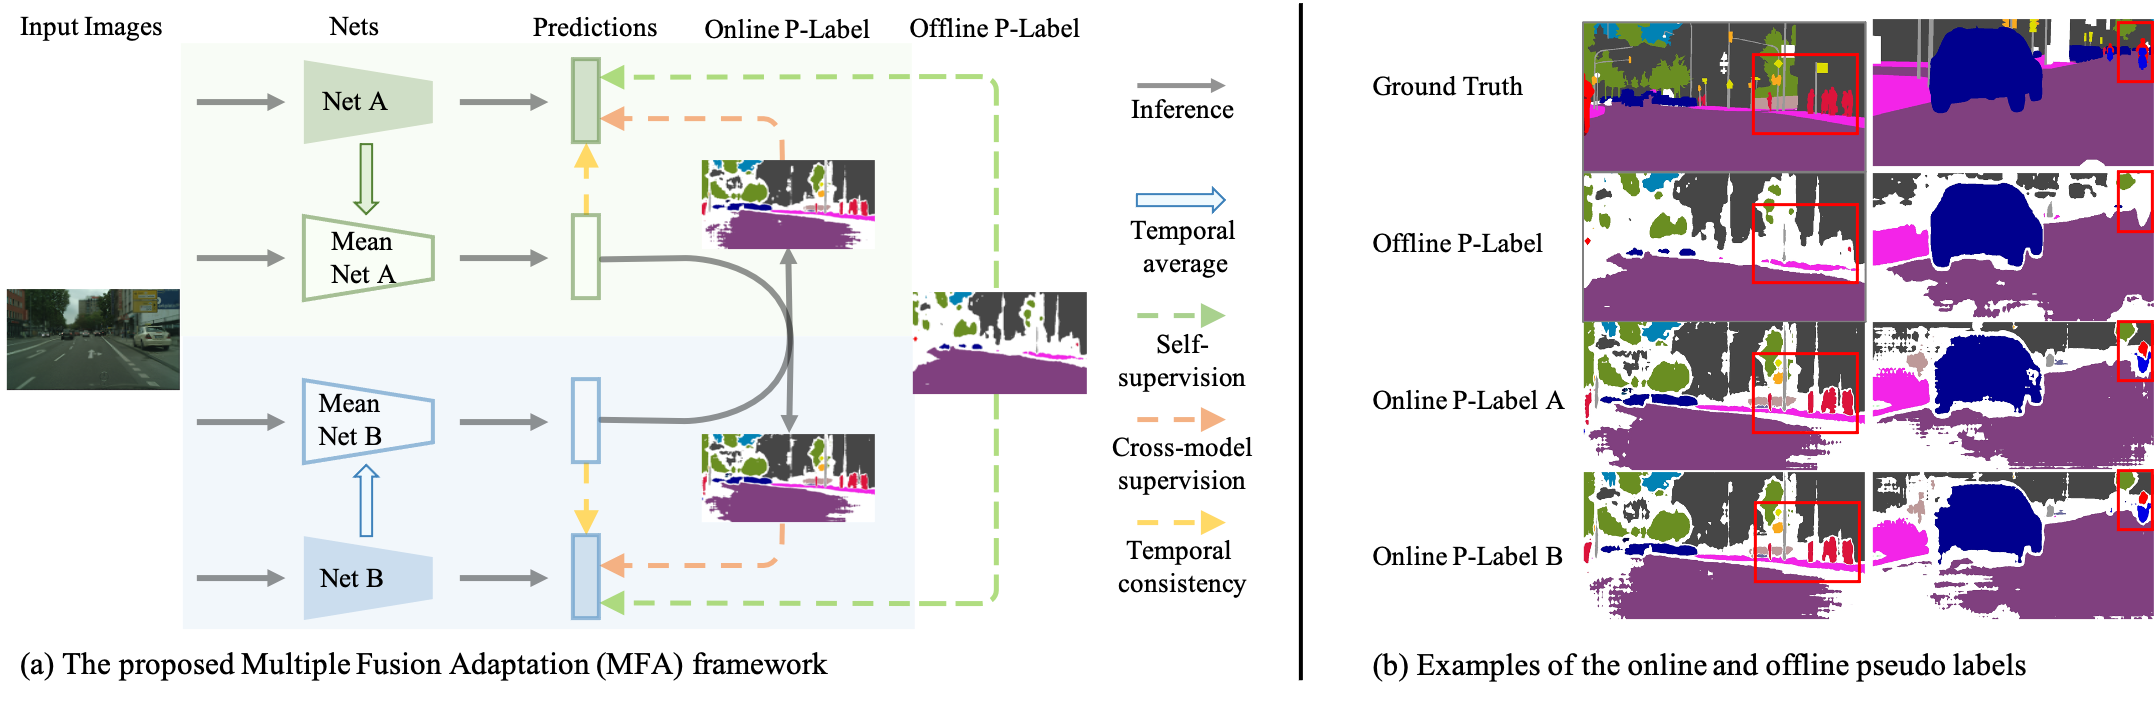 Input Images
Nets
Predictions
Online P-Label
Offline P-Label
Net A
Mean
Net A
Mean
Net B
Net B
Inference
Temporal
average
Self-
supervision
Cross-model
supervision
Temporal
consistency
(a) The proposed Multiple Fusion Adaptation (MFA) framework
Ground Truth
Offline P-Label
Online P-Label A
Online P-Label B
(b) Examples of the online and offline pseudo labels